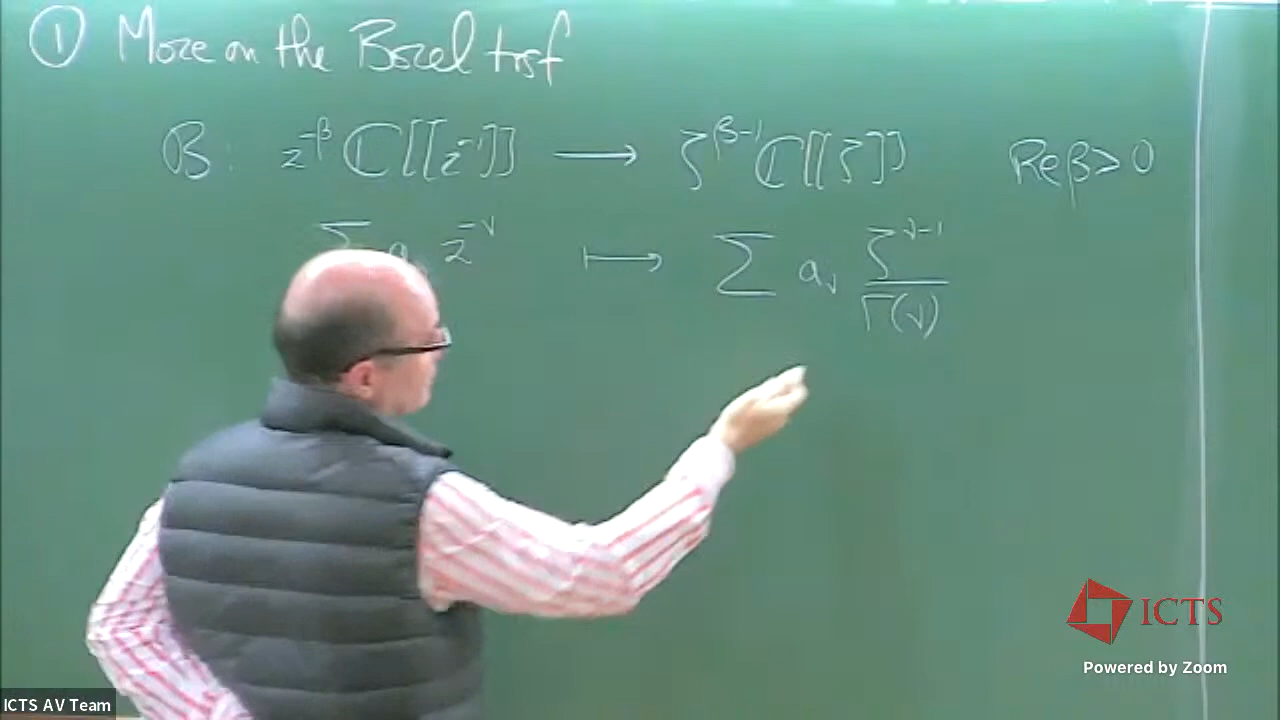 ① More on the Borel trsf
B: z^{-β} ℂ[[z^{-1}]] ⟶ ζ^{β-1} ℂ[[ζ]] Re β > 0
∑ a z^{-ν} ⟼ ∑ a_ν ζ^{ν-1} / Γ(ν)
ICTS
Powered by Zoom
ICTS AV Team